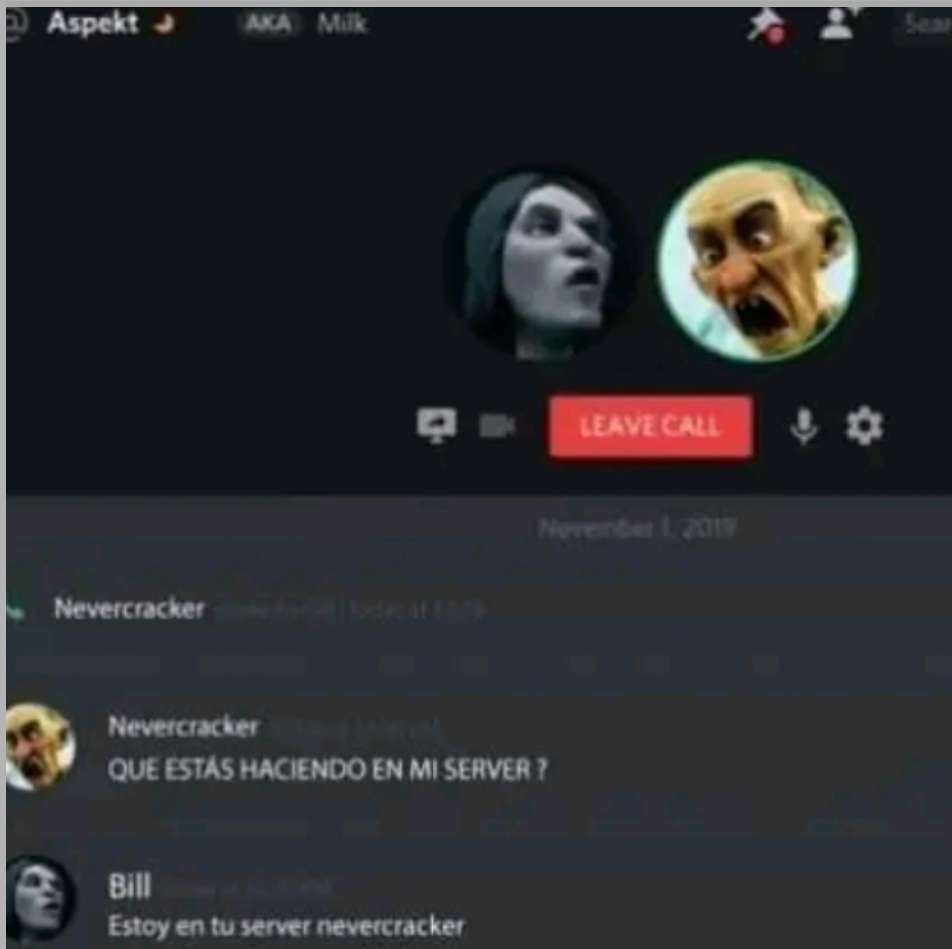 Aspekt AKA Milk Sear
LEAVE CALL
November 1, 2019
Nevercracker
Nevercracker
QUE ESTÁS HACIENDO EN MI SERVER ?
Bill
Estoy en tu server nevercracker